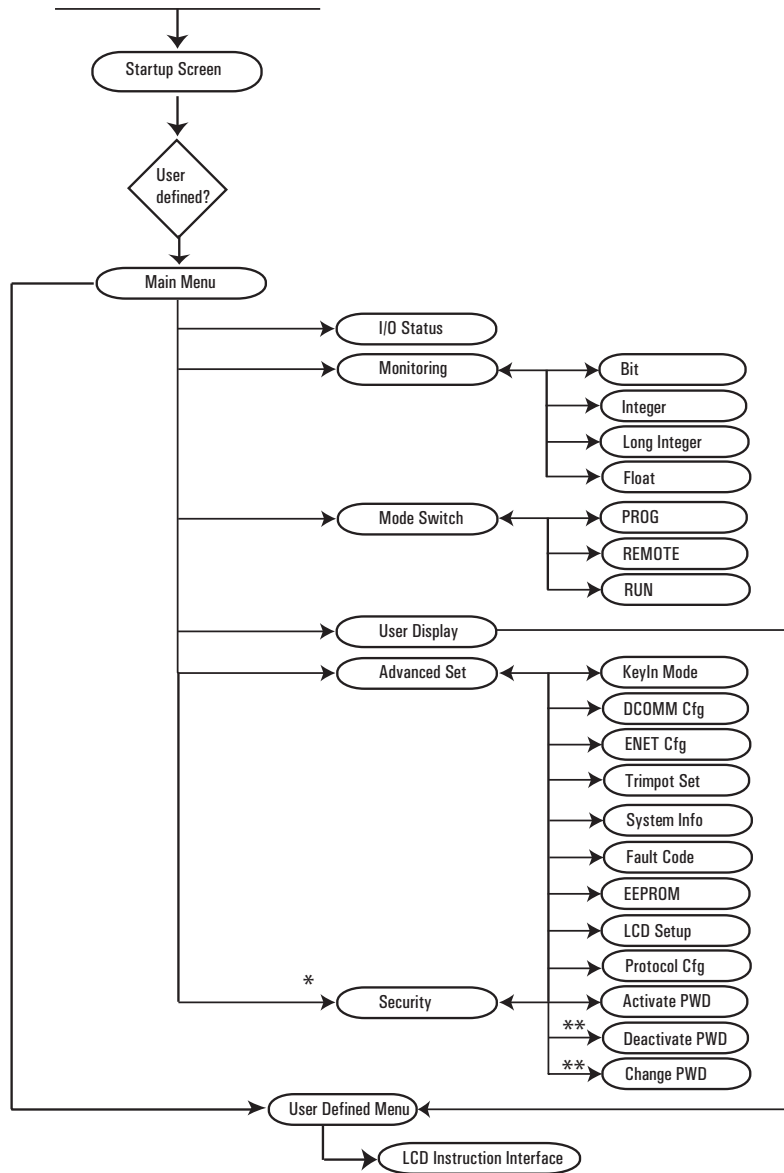 Startup Screen
User
defined?
Main Menu
I/O Status
Monitoring
Bit
Integer
Long Integer
Float
Mode Switch
PROG
REMOTE
RUN
User Display
Advanced Set
KeyIn Mode
DCOMM Cfg
ENET Cfg
Trimpot Set
System Info
Fault Code
EEPROM
LCD Setup
Protocol Cfg
*
Security
Activate PWD
**
Deactivate PWD
**
Change PWD
User Defined Menu
LCD Instruction Interface